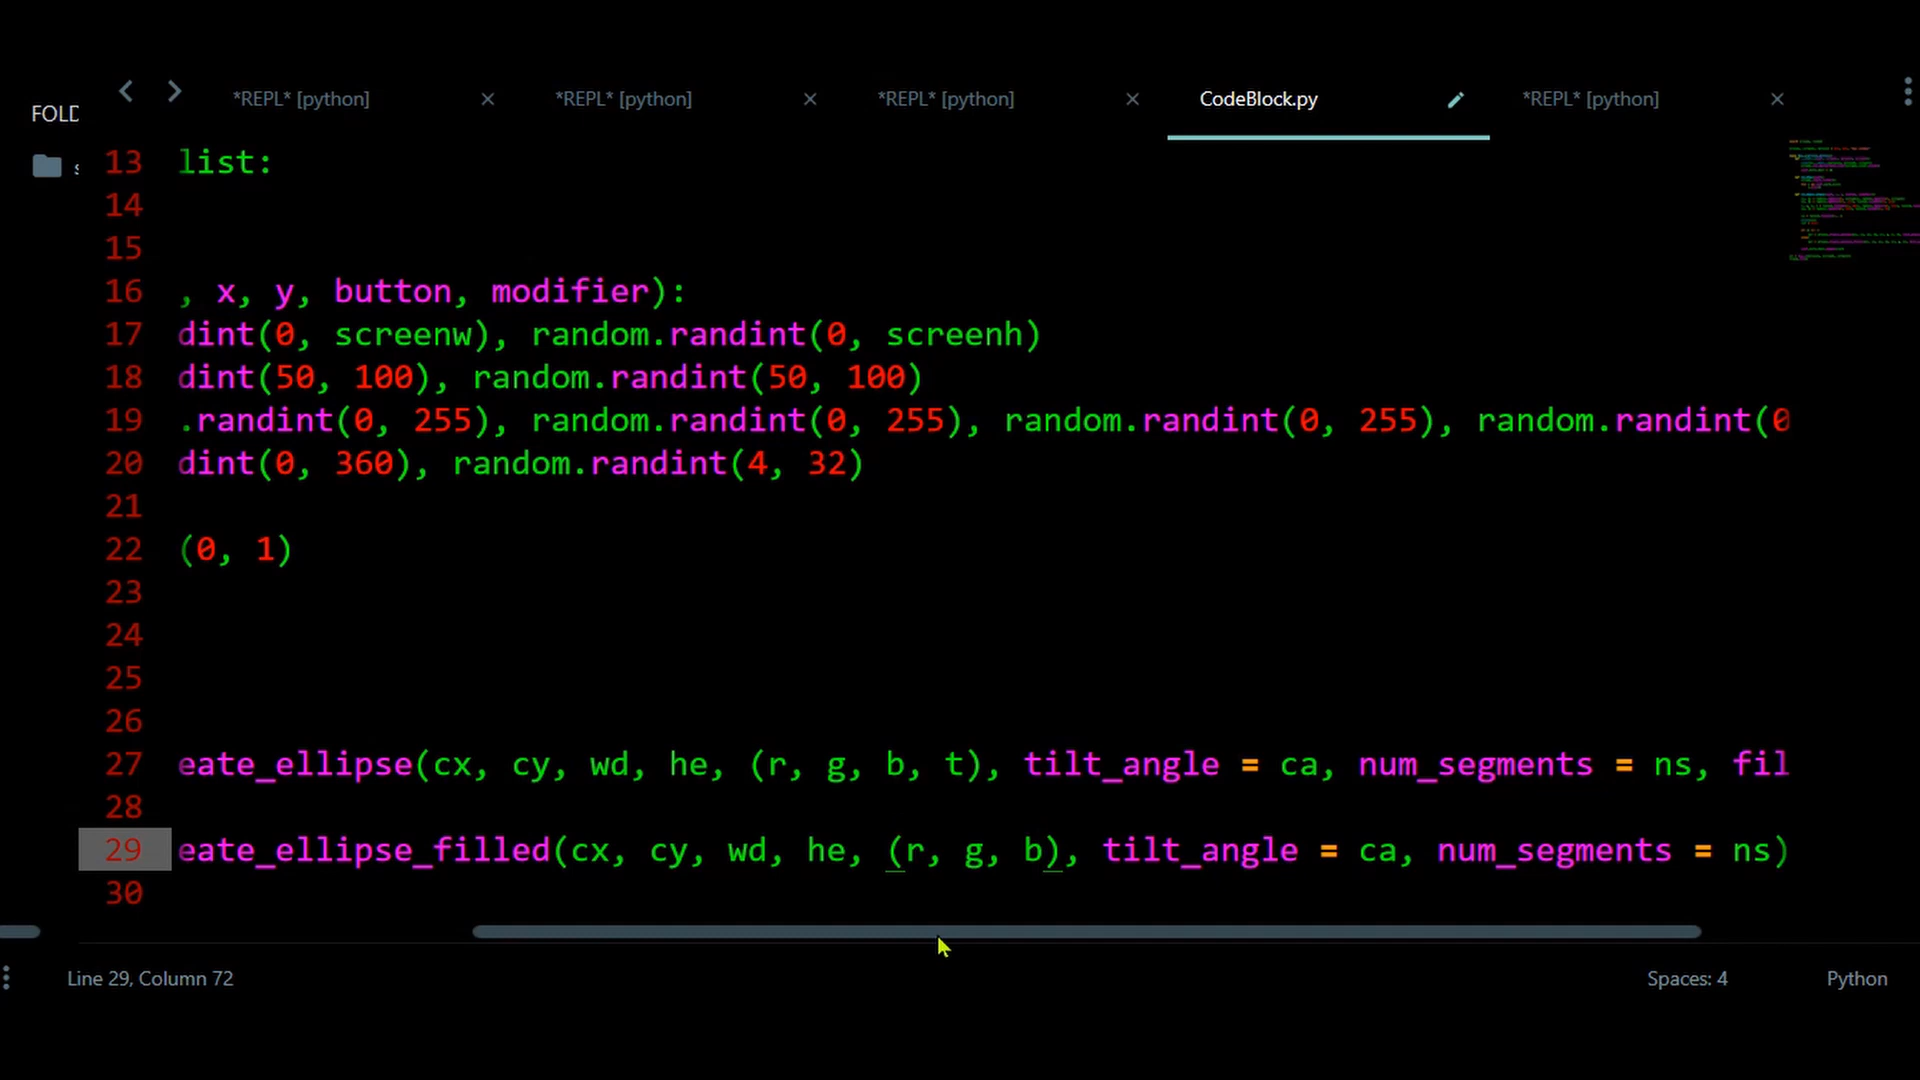 *REPL* [python] *REPL* [python] *REPL* [python] CodeBlock.py *REPL* [python]
FOLD
13 list:
14
15
16 , x, y, button, modifier):
17 dint(0, screenw), random.randint(0, screenh)
18 dint(50, 100), random.randint(50, 100)
19 .randint(0, 255), random.randint(0, 255), random.randint(0, 255), random.randint(0
20 dint(0, 360), random.randint(4, 32)
21
22 (0, 1)
23
24
25
26
27 eate_ellipse(cx, cy, wd, he, (r, g, b, t), tilt_angle = ca, num_segments = ns, fil
28
29 eate_ellipse_filled(cx, cy, wd, he, (r, g, b), tilt_angle = ca, num_segments = ns)
30
Line 29, Column 72 Spaces: 4 Python